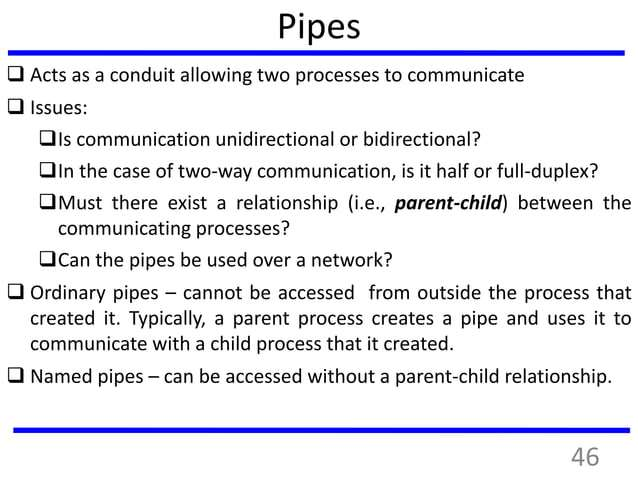 Pipes
❑ Acts as a conduit allowing two processes to communicate
❑ Issues:
❑Is communication unidirectional or bidirectional?
❑In the case of two-way communication, is it half or full-duplex?
❑Must there exist a relationship (i.e., parent-child) between the
communicating processes?
❑Can the pipes be used over a network?
❑ Ordinary pipes – cannot be accessed from outside the process that
created it. Typically, a parent process creates a pipe and uses it to
communicate with a child process that it created.
❑ Named pipes – can be accessed without a parent-child relationship.
46